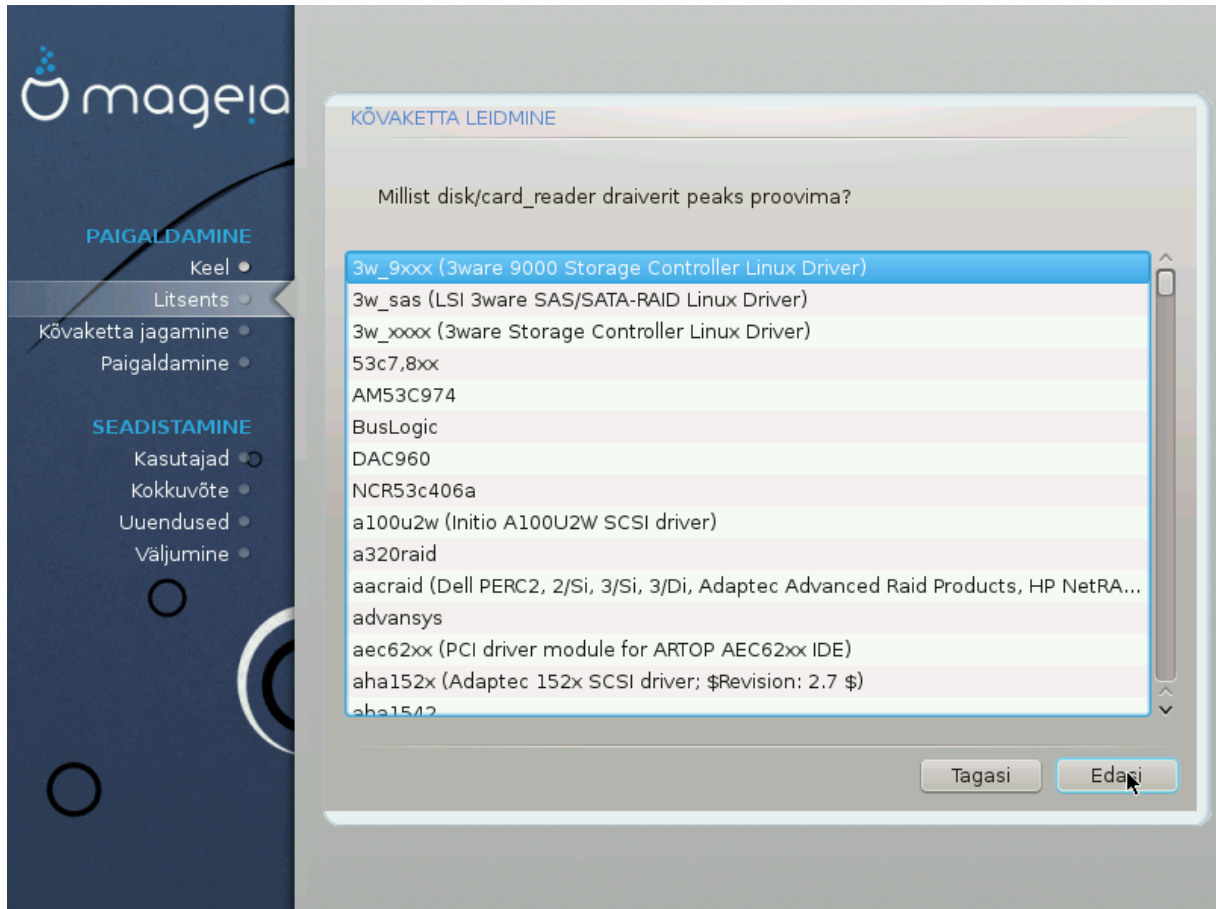 mageia
PAIGALDAMINE
Keel
Litsents
Kõvaketta jagamine
Paigaldamine
SEADISTAMINE
Kasutajad
Kokkuvõte
Uuendused
Väljumine
KÕVAKETTA LEIDMINE
Millist disk/card_reader draiverit peaks proovima?
3w_9xxx (3ware 9000 Storage Controller Linux Driver)
3w_sas (LSI 3ware SAS/SATA-RAID Linux Driver)
3w_xxxx (3ware Storage Controller Linux Driver)
53c7,8xx
AM53C974
BusLogic
DAC960
NCR53c406a
a100u2w (Initio A100U2W SCSI driver)
a320raid
aacraid (Dell PERC2, 2/Si, 3/Si, 3/Di, Adaptec Advanced Raid Products, HP NetRA...
advansys
aec62xx (PCI driver module for ARTOP AEC62xx IDE)
aha152x (Adaptec 152x SCSI driver; $Revision: 2.7 $)
aha1542
Tagasi
Edasi